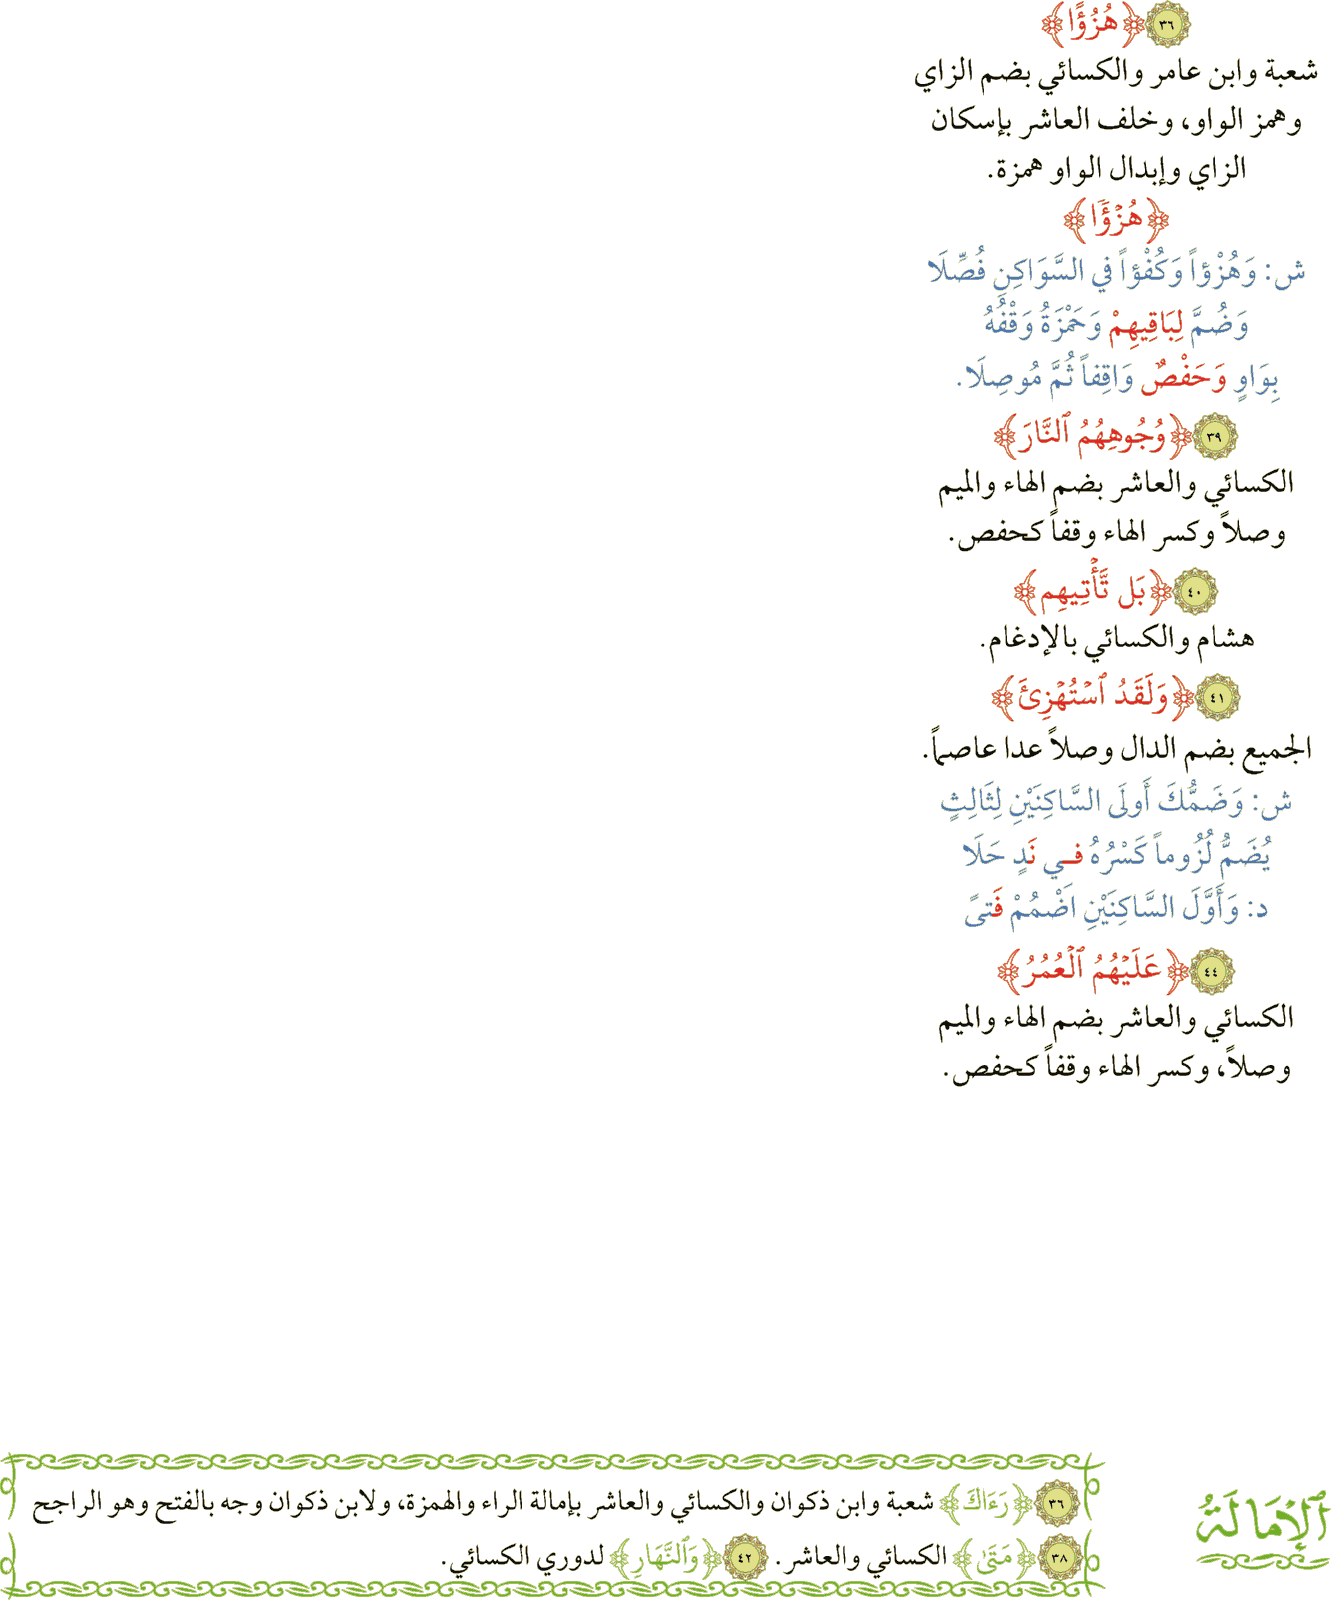 ٣٦ ﴿هُزُؤًا﴾
شعبة وابن عامر والكسائي بضم الزاي
وهمز الواو، وخلف العاشر بإسكان
الزاي وإبدال الواو همزة.
﴿هُزۡؤًا﴾
ش: وَهُزْؤاً وَكُفْؤاً في السَّوَاكِنِ فُصِّلَا
وَضُمَّ لِبَاقِيهِمْ وَحَمْزَةُ وَقْفُهُ
بِوَاوٍ وَحَفْصٌ وَاقِفاً ثُمَّ مُوصِلَا.
٣٩ ﴿وُجُوهِهُمُ ٱلنَّارَ﴾
الكسائي والعاشر بضم الهاء والميم
وصلاً وكسر الهاء وقفاً كحفص.
٤٠ ﴿بَل تَّأۡتِيهِم﴾
هشام والكسائي بالإدغام.
٤١ ﴿وَلَقَدُ ٱسۡتُهۡزِئَ﴾
الجميع بضم الدال وصلاً عدا عاصماً.
ش: وَضَمُّكَ أَولَى السَّاكِنَيْنِ لِثَالِثٍ
يُضَمُّ لُزُوماً كَسْرُهُ فـي نَدٍ حَلَا
د: وَأَوَّلَ السَّاكِنَيْنِ اَضْمُمْ فَتىً
٤٤ ﴿عَلَيۡهُمُ ٱلۡعُمُرُ﴾
الكسائي والعاشر بضم الهاء والميم
وصلاً، وكسر الهاء وقفاً كحفص.
ٱلۡإِمَالَةُ
٣٦ ﴿رَءَاكَ﴾ شعبة وابن ذكوان والكسائي والعاشر بإمالة الراء والهمزة، ولابن ذكوان وجه بالفتح وهو الراجح
٣٨ ﴿مَتَىٰ﴾ الكسائي والعاشر. ٤٢ ﴿وَٱلنَّهَارِ﴾ لدوري الكسائي.